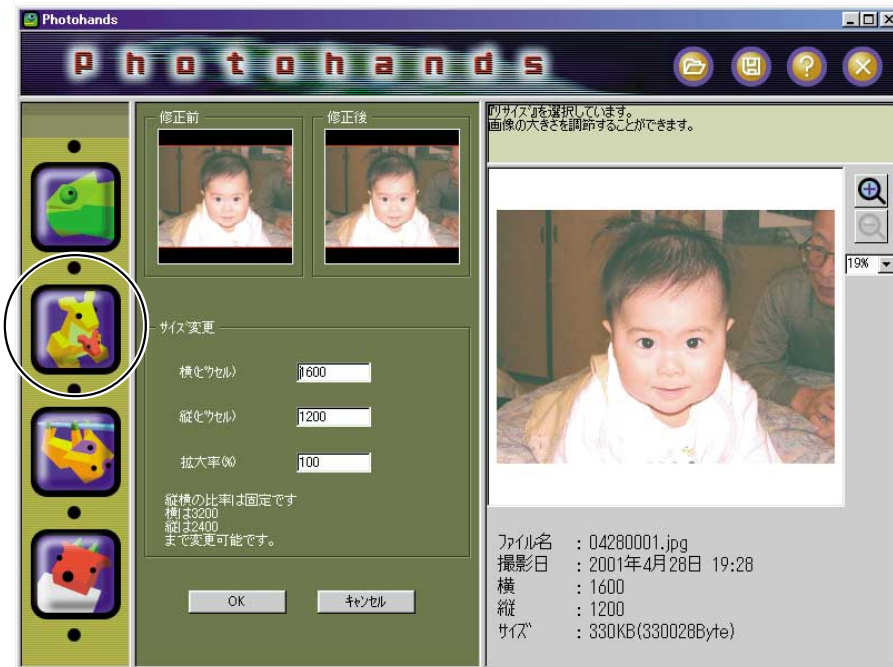 Photohands
Photohands
修正前
修正後
サイズ変更
横(ピクセル)
1600
縦(ピクセル)
1200
拡大率(%)
100
縦横の比率は固定です
横は3200
縦は2400
まで変更可能です。
OK
キャンセル
『リサイズ』を選択しています。
画像の大きさを調節することができます。
19%
ファイル名 : 04280001.jpg
撮影日 : 2001年4月28日 19:28
横 : 1600
縦 : 1200
サイズ : 330KB(330028Byte)